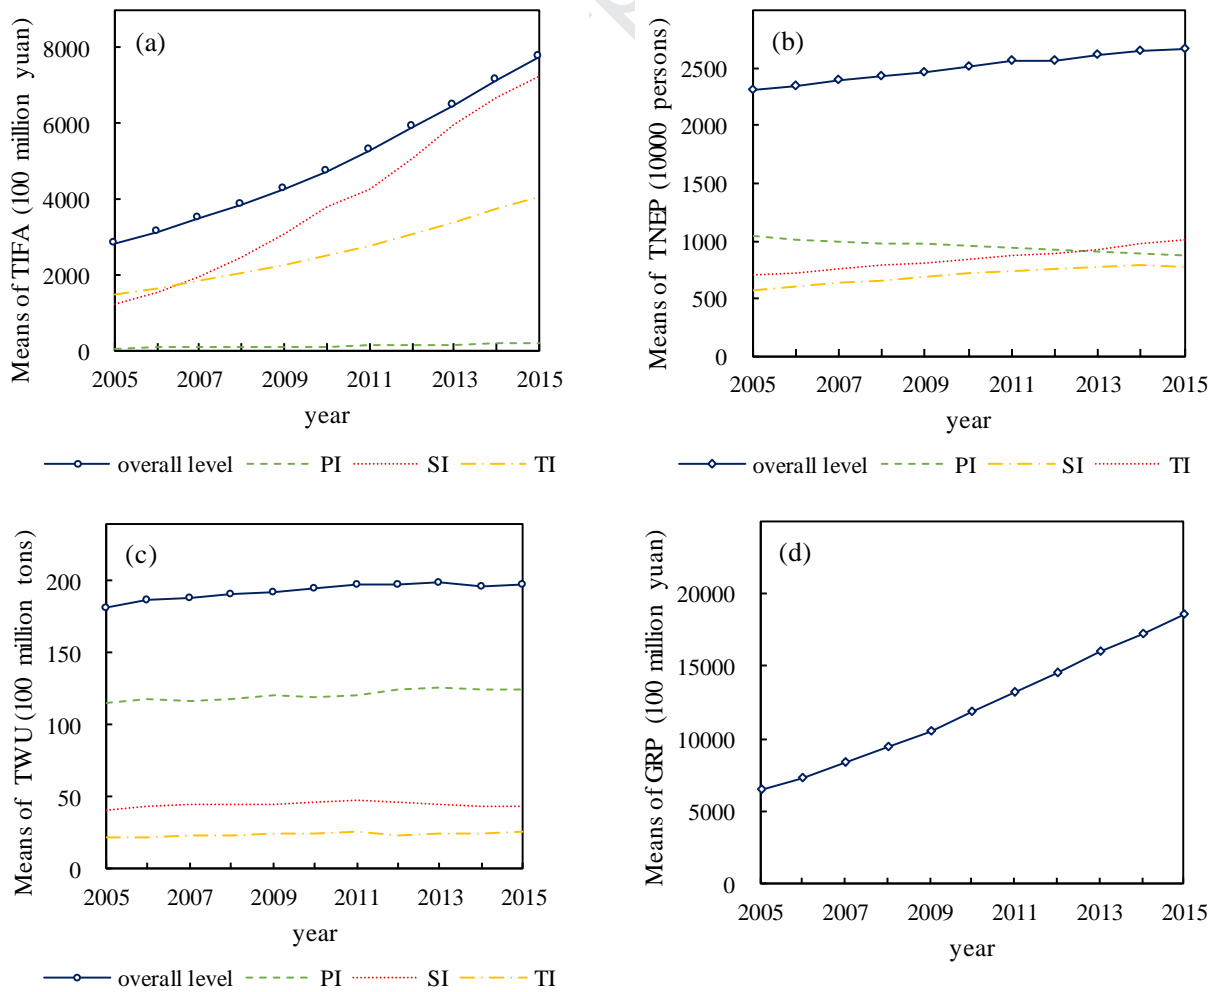 (a)
Means of TIFA (100 million yuan)
8000
6000
4000
2000
0
2005 2007 2009 2011 2013 2015
year
overall level PI SI TI
(b)
Means of TNEP (10000 persons)
2500
2000
1500
1000
500
0
2005 2007 2009 2011 2013 2015
year
overall level PI SI TI
(c)
Means of TWU (100 million tons)
200
150
100
50
0
2005 2007 2009 2011 2013 2015
year
overall level PI SI TI
(d)
Means of GRP (100 million yuan)
20000
15000
10000
5000
0
2005 2007 2009 2011 2013 2015
year